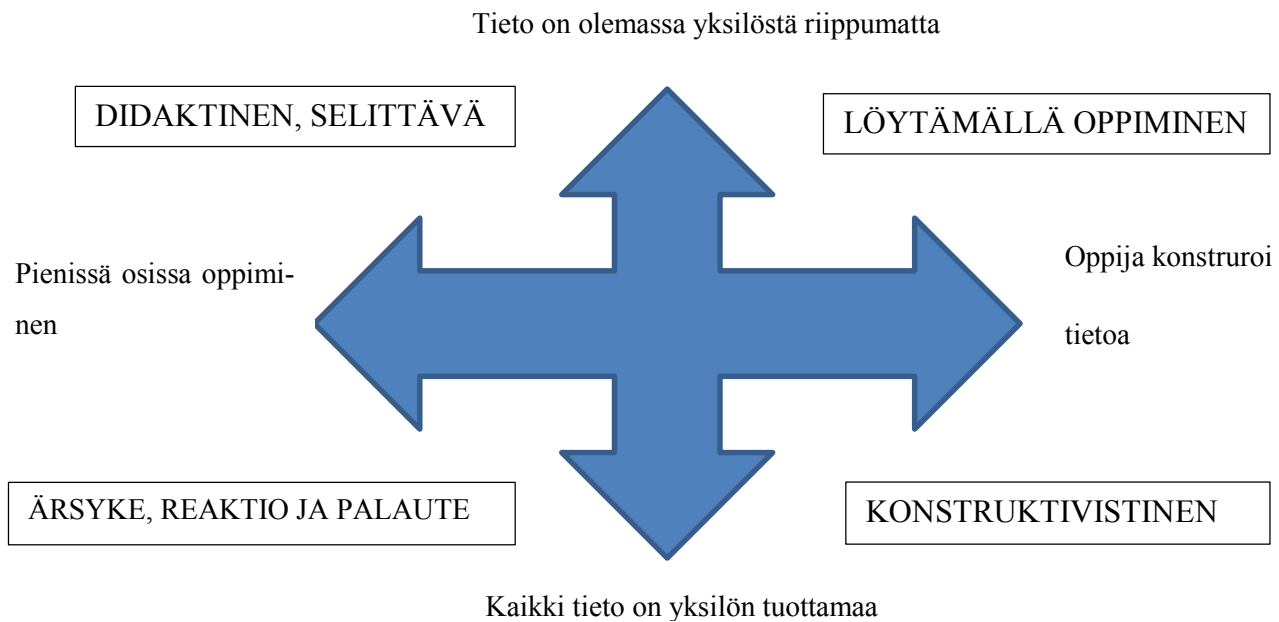 Tieto on olemassa yksilöstä riippumatta
DIDAKTINEN, SELITTÄVÄ
LÖYTÄMÄLLÄ OPPIMINEN
Pienissä osissa oppimi-
nen
Oppija construroi
tietoa
ÄRSYKE, REAKTIO JA PALAUTE
KONSTRUKTIVISTINEN
Kaikki tieto on yksilön tuottamaa